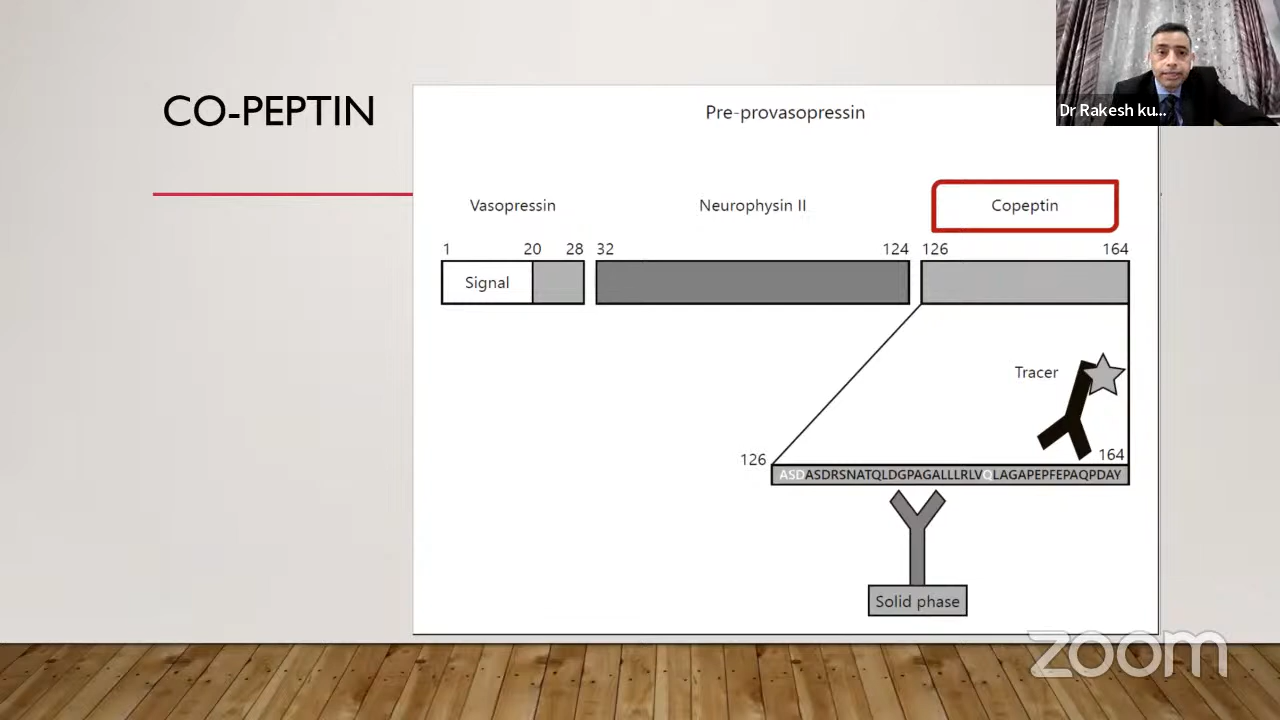 CO-PEPTIN
Dr Rakesh ku...
Pre-provasopressin
Vasopressin
Neurophysin II
Copeptin
1 20 28 32 124 126 164
Signal
Tracer
126
164
ASDASDRSNATQLDGPAGALLLRLVQLAGAPEPFEPAQPDAY
Solid phase
zoom